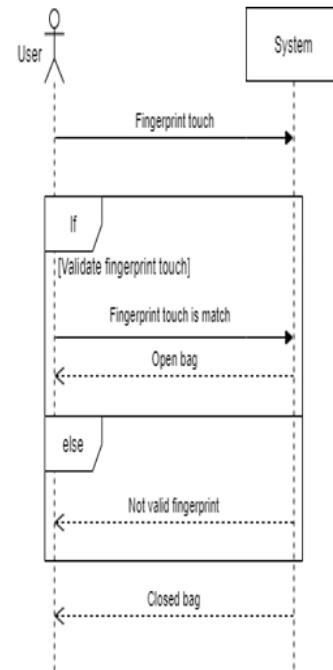 User
System
Fingerprint touch
If
[Validate fingerprint touch]
Fingerprint touch is match
Open bag
else
Not valid fingerprint
Closed bag